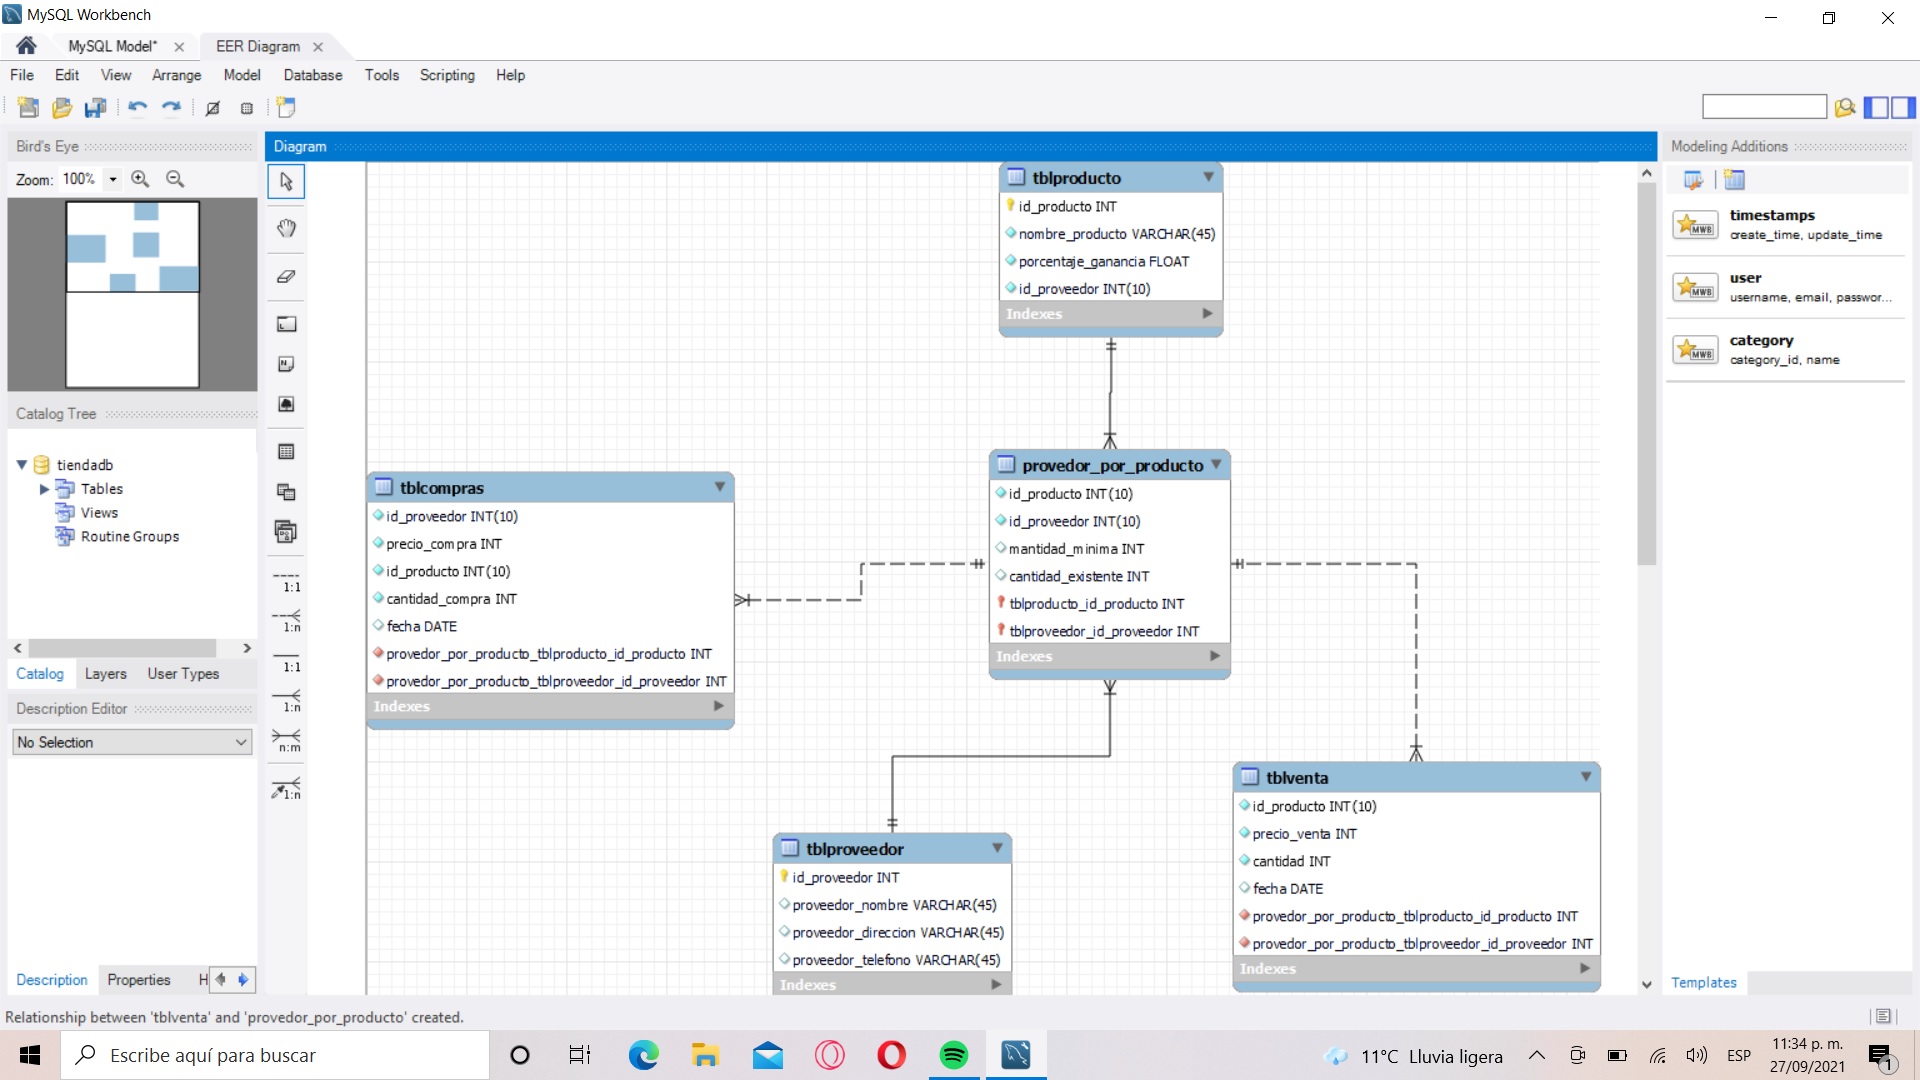 MySQL Workbench
MySQL Model*
EER Diagram
File Edit View Arrange Model Database Tools Scripting Help
Bird's Eye
Zoom: 100%
Catalog Tree
tiendadb
Tables
Views
Routine Groups
Catalog Layers User Types
Description Editor
No Selection
Description Properties H
1:1
1:n
1:1
1:n
n:m
1:n
Diagram
tblproducto
id_producto INT
nombre_producto VARCHAR(45)
porcentaje_ganancia FLOAT
id_proveedor INT(10)
Indexes
provedor_por_producto
id_producto INT(10)
id_proveedor INT(10)
mantidad_minima INT
cantidad_existente INT
tblproducto_id_producto INT
tblproveedor_id_proveedor INT
Indexes
tblcompras
id_proveedor INT(10)
precio_compra INT
id_producto INT(10)
cantidad_compra INT
fecha DATE
provedor_por_producto_tblproducto_id_producto INT
provedor_por_producto_tblproveedor_id_proveedor INT
Indexes
tblproveedor
id_proveedor INT
proveedor_nombre VARCHAR(45)
proveedor_direccion VARCHAR(45)
proveedor_telefono VARCHAR(45)
Indexes
tblventa
id_producto INT(10)
precio_venta INT
cantidad INT
fecha DATE
provedor_por_producto_tblproducto_id_producto INT
provedor_por_producto_tblproveedor_id_proveedor INT
Indexes
Modeling Additions
MWB
timestamps
create_time, update_time
MWB
user
username, email, passwor...
MWB
category
category_id, name
Templates
Relationship between 'tblventa' and 'provedor_por_producto' created.
Escribe aquí para buscar
11°C Lluvia ligera
ESP
11:34 p. m.
27/09/2021
1